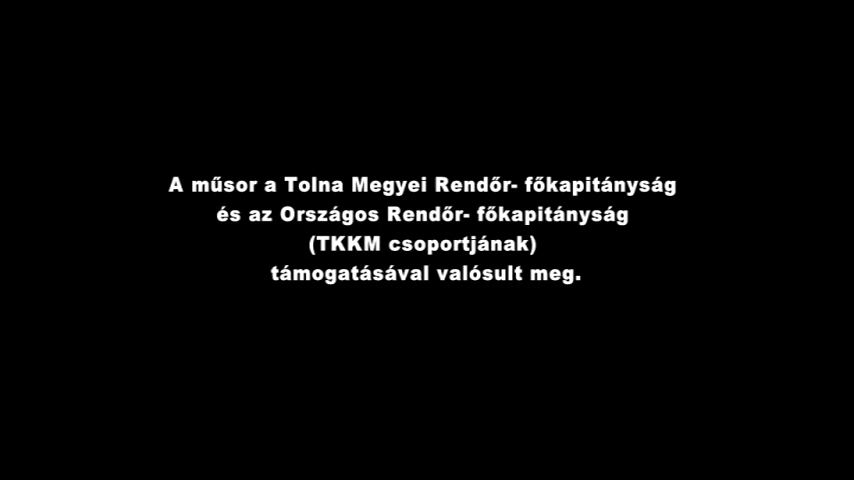 A műsor a Tolna Megyei Rendőr- főkapitányság
és az Országos Rendőr- főkapitányság
(TKKM csoportjának)
támogatásával valósult meg.